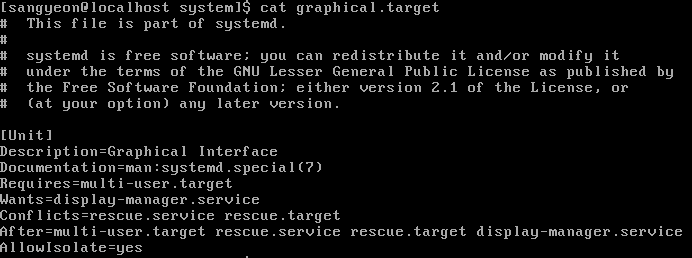 [sangyeon@localhost system]$ cat graphical.target
#  This file is part of systemd.
#
#  systemd is free software; you can redistribute it and/or modify it
#  under the terms of the GNU Lesser General Public License as published by
#  the Free Software Foundation; either version 2.1 of the License, or
#  (at your option) any later version.

[Unit]
Description=Graphical Interface
Documentation=man:systemd.special(7)
Requires=multi-user.target
Wants=display-manager.service
Conflicts=rescue.service rescue.target
After=multi-user.target rescue.service rescue.target display-manager.service
AllowIsolate=yes